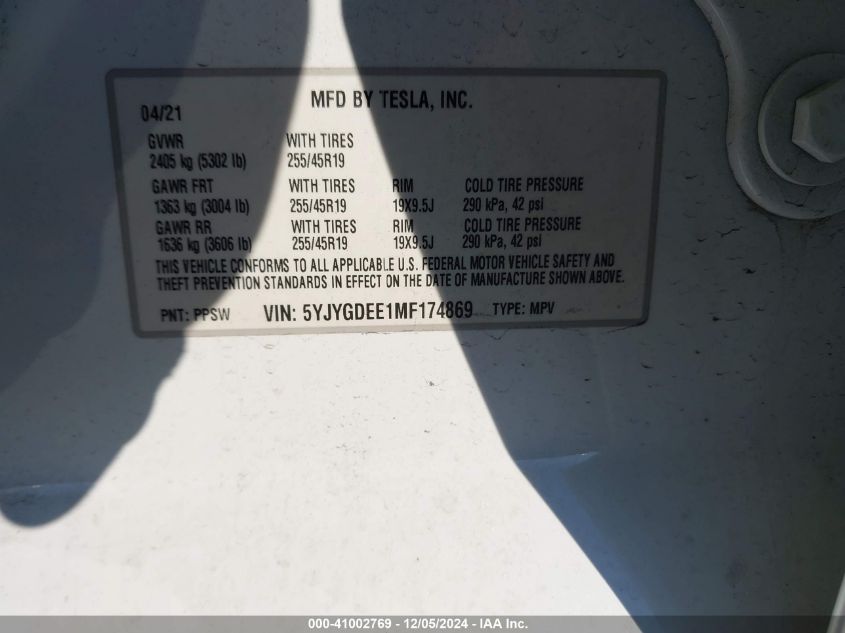 MFD BY TESLA, INC.
04/21
GVWR WITH TIRES
2405 kg (5302 lb) 255/45R19
GAWR FRT WITH TIRES RIM COLD TIRE PRESSURE
1363 kg (3004 lb) 255/45R19 19X9.5J 290 kPa, 42 psi
GAWR RR WITH TIRES RIM COLD TIRE PRESSURE
1636 kg (3606 lb) 255/45R19 19X9.5J 290 kPa, 42 psi
THIS VEHICLE CONFORMS TO ALL APPLICABLE U.S. FEDERAL MOTOR VEHICLE SAFETY AND
THEFT PREVENTION STANDARDS IN EFFECT ON THE DATE OF MANUFACTURE SHOWN ABOVE.
PNT: PPSW VIN: 5YJYGDEE1MF174869 TYPE: MPV
000-41002769 - 12/05/2024 - IAA Inc.